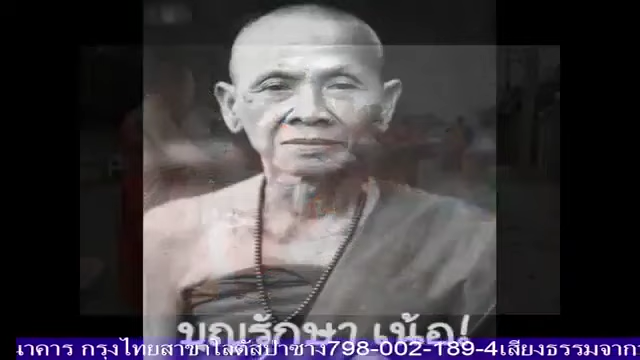 บุญรักษา เน้อ!
นาคาร กรุงไทยสาขาโลตัสป่าซาง798-002-189-4เสียงธรรมจาก